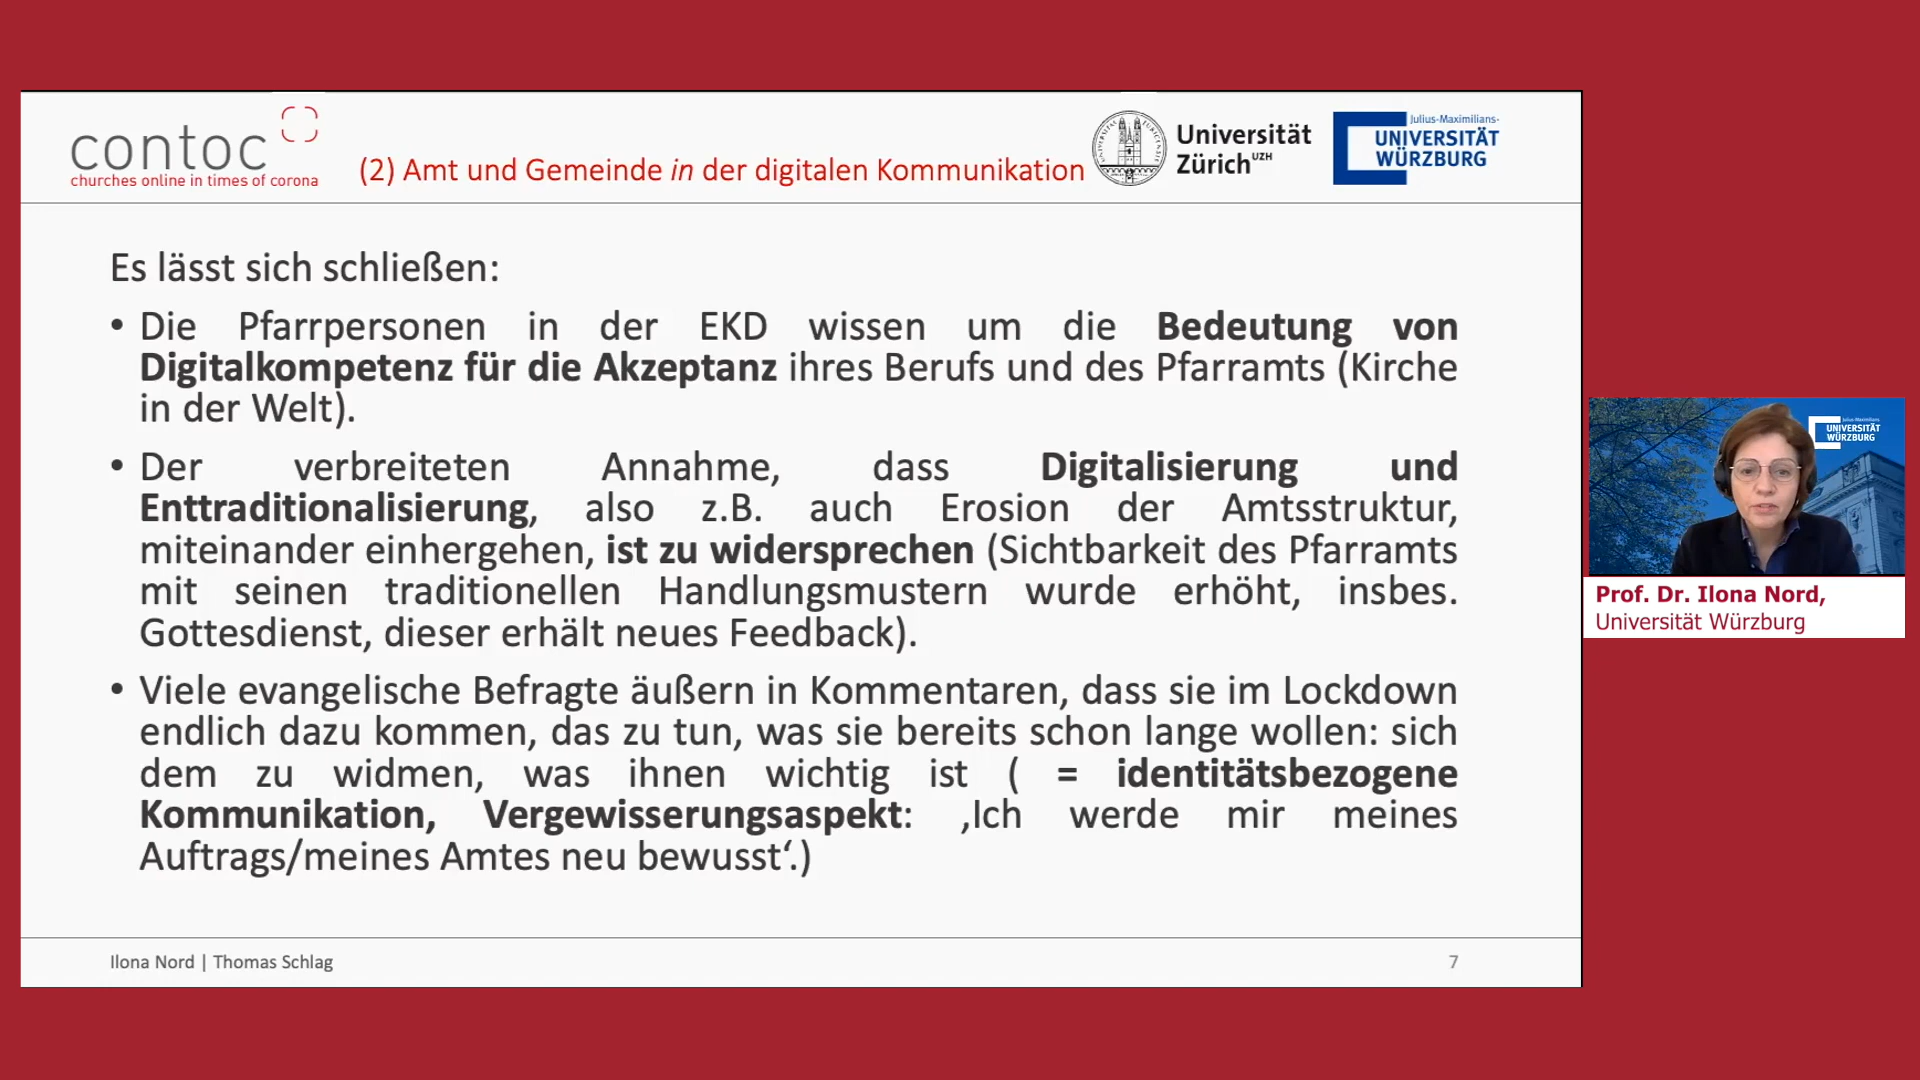 contoc
churches online in times of corona
(2) Amt und Gemeinde in der digitalen Kommunikation
Universität
Zürich UZH
Julius-Maximilians-
UNIVERSITÄT
WÜRZBURG
Es lässt sich schließen:
• Die Pfarrpersonen in der EKD wissen um die Bedeutung von
Digitalkompetenz für die Akzeptanz ihres Berufs und des Pfarramts (Kirche
in der Welt).
• Der verbreiteten Annahme, dass Digitalisierung und
Enttraditionalisierung, also z.B. auch Erosion der Amtsstruktur,
miteinander einhergehen, ist zu widersprechen (Sichtbarkeit des Pfarramts
mit seinen traditionellen Handlungsmustern wurde erhöht, insbes.
Gottesdienst, dieser erhält neues Feedback).
• Viele evangelische Befragte äußern in Kommentaren, dass sie im Lockdown
endlich dazu kommen, das zu tun, was sie bereits schon lange wollen: sich
dem zu widmen, was ihnen wichtig ist ( = identitätsbezogene
Kommunikation, Vergewisserungsaspekt: ‚Ich werde mir meines
Auftrags/meines Amtes neu bewusst‘.)
Ilona Nord | Thomas Schlag
7
Julius-Maximilians-
UNIVERSITÄT
WÜRZBURG
Prof. Dr. Ilona Nord,
Universität Würzburg